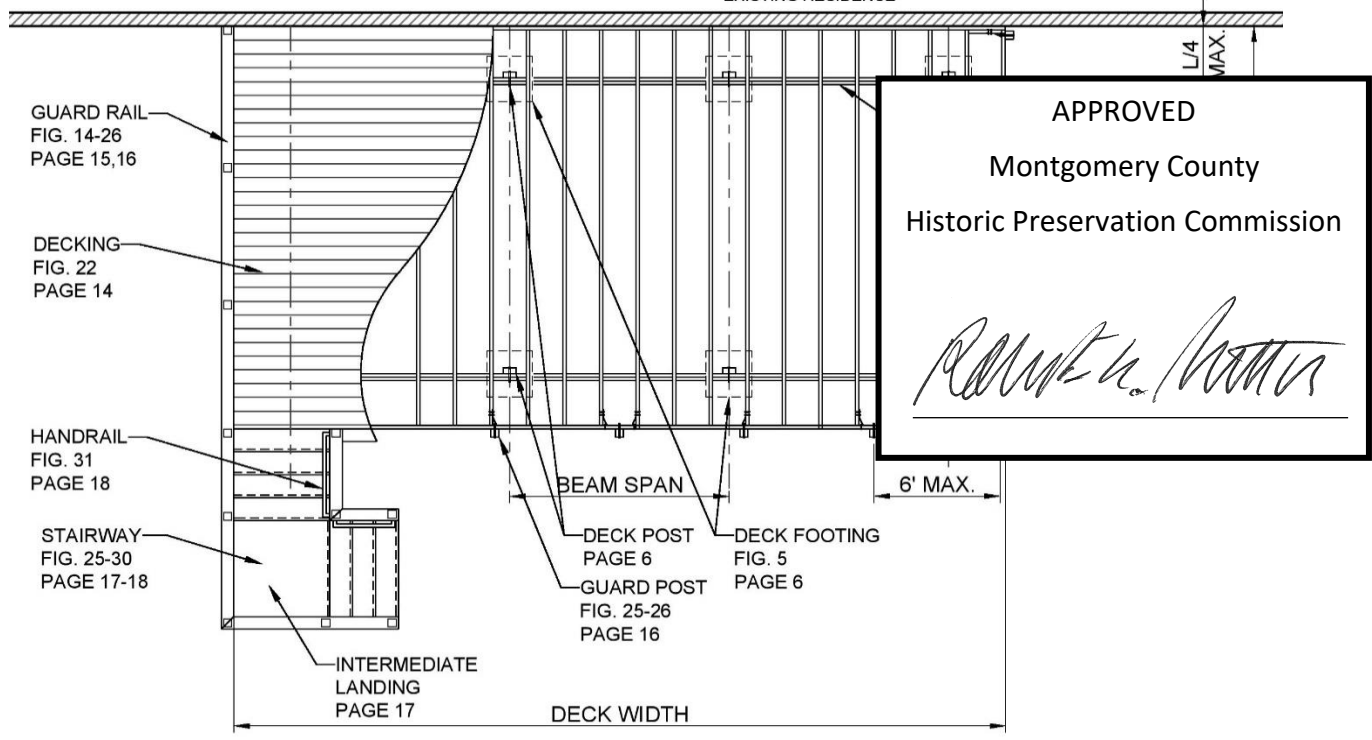 EXISTING RESIDENCE
L/4
MAX.
GUARD RAIL
FIG. 14-26
PAGE 15,16
APPROVED
Montgomery County
Historic Preservation Commission
DECKING
FIG. 22
PAGE 14
HANDRAIL
FIG. 31
PAGE 18
BEAM SPAN
6' MAX.
STAIRWAY
FIG. 25-30
PAGE 17-18
DECK POST
PAGE 6
DECK FOOTING
FIG. 5
PAGE 6
GUARD POST
FIG. 25-26
PAGE 16
INTERMEDIATE
LANDING
PAGE 17
DECK WIDTH